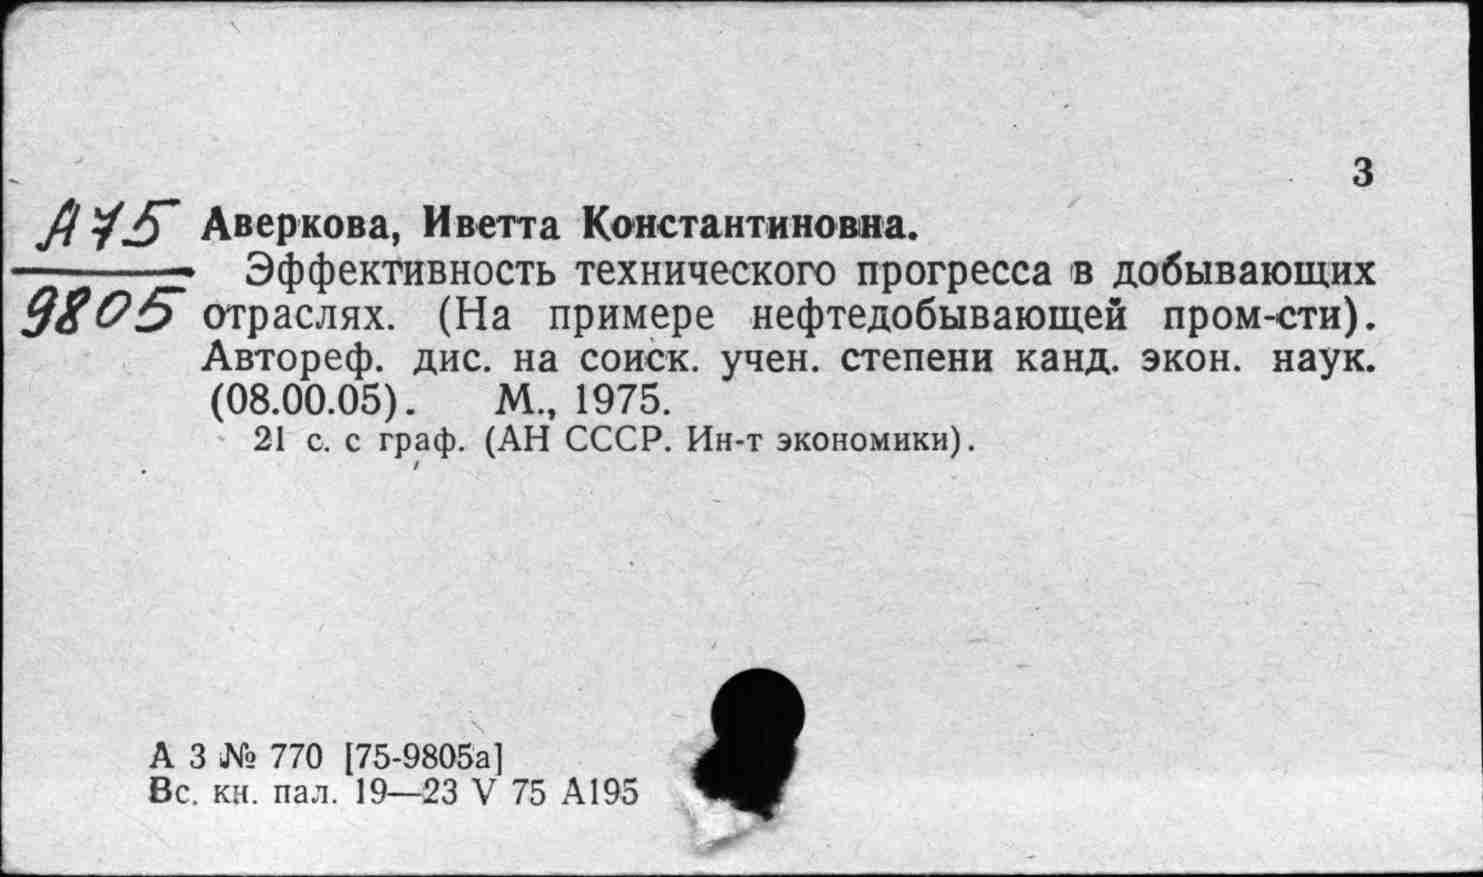 3
А75 Аверкова, Иветта Константиновна.
9805
Эффективность технического прогресса в добывающих
отраслях. (На примере нефтедобывающей пром-сти).
Автореф. дис. на соиск. учен. степени канд. экон. наук.
(08.00.05). М., 1975.
21 с. с граф. (АН СССР. Ин-т экономики).
А 3 № 770 [75-9805а]
Вс. кн. пал. 19—23 V 75 А195